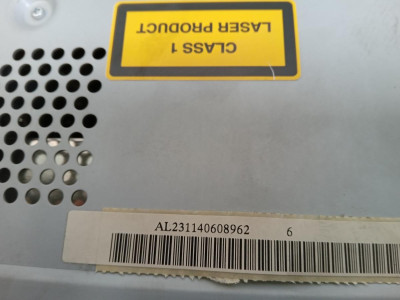 CLASS 1
LASER PRODUCT
AL231140608962 6